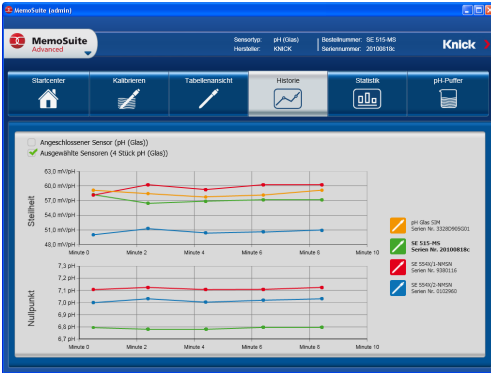 MemoSuite (admin)
MemoSuite
Advanced
Sensortyp: pH (Glas)
Hersteller: KNICK
Bestellnummer: SE 515-MS
Seriennummer: 20100818c
Knick
Startcenter
Kalibrieren
Tabellenansicht
Historie
Statistik
pH-Puffer
Angeschlossener Sensor (pH (Glas))
Ausgewählte Sensoren (4 Stück pH (Glas))
Steilheit
63,0 mV/pH
60,0 mV/pH
57,0 mV/pH
54,0 mV/pH
51,0 mV/pH
48,0 mV/pH
Minute 0 Minute 2 Minute 4 Minute 6 Minute 8 Minute 10
Nullpunkt
7,3 pH
7,2 pH
7,1 pH
7,0 pH
6,9 pH
6,8 pH
6,7 pH
Minute 0 Minute 2 Minute 4 Minute 6 Minute 8 Minute 10
pH Glas SIM
SE 515-MS
Serien Nr. 20100818c
SE 554X/1-NMSN
Serien Nr. 9380116
SE 554X/2-NMSN
Serien Nr. 0102960